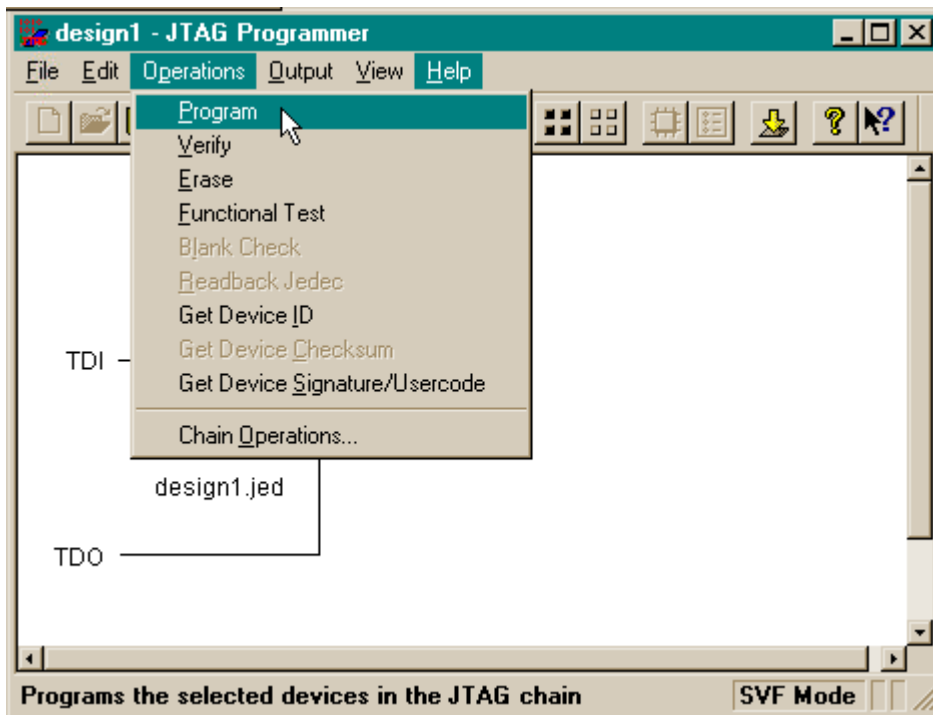 design1 - JTAG Programmer
File Edit Operations Output View Help
Program
Verify
Erase
Functional Test
Blank Check
Readback Jedec
Get Device ID
Get Device Checksum
TDI
Get Device Signature/Usercode
Chain Operations...
design1.jed
TDO
Programs the selected devices in the JTAG chain SVF Mode